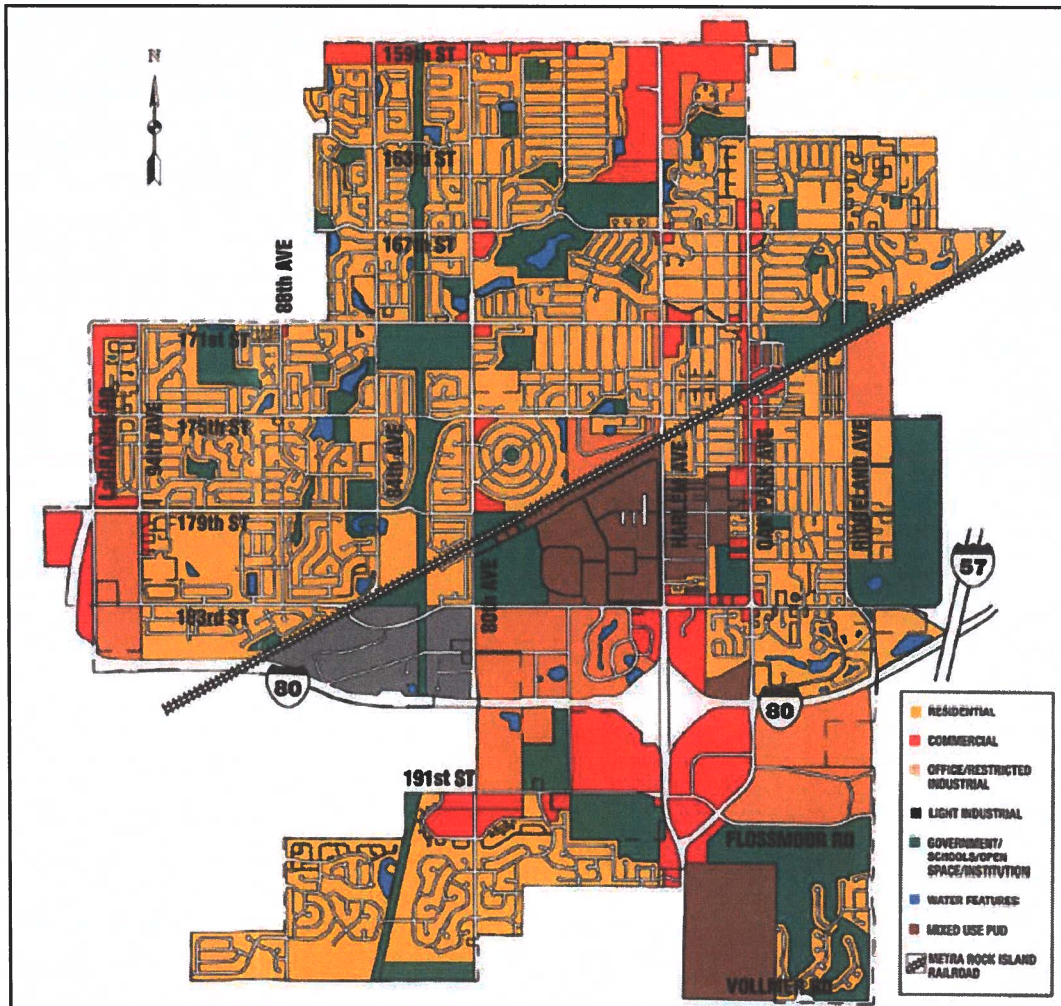 N
159th ST
163rd ST
167th ST
88th AVE
171st ST
94th AVE
175th ST
84th AVE
HARLEM AVE
OAK PARK AVE
RIDGELAND AVE
179th ST
80th AVE
57
183rd ST
80
80
191st ST
FLOSSMOOR RD
VOLLMER RD
RESIDENTIAL
COMMERCIAL
OFFICE/RESTRICTED
INDUSTRIAL
LIGHT INDUSTRIAL
GOVERNMENT/
SCHOOLS/OPEN
SPACE/INSTITUTION
WATER FEATURES
MIXED USE PUD
METRA ROCK ISLAND
RAILROAD